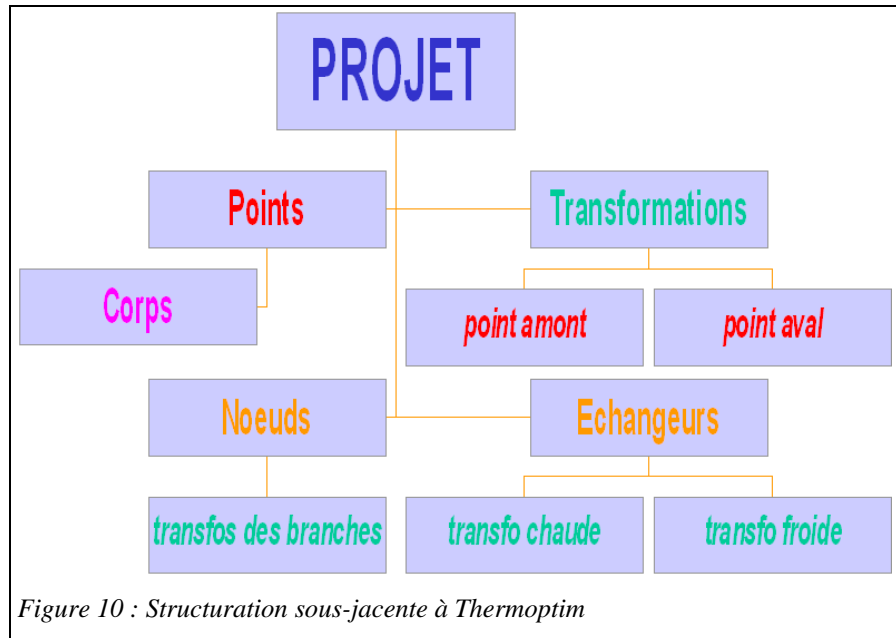 PROJET
Points
Transformations
Corps
point amont
point aval
Noeuds
Echangeurs
transfos des branches
transfo chaude
transfo froide
Figure 10 : Structuration sous-jacente à Thermoptim